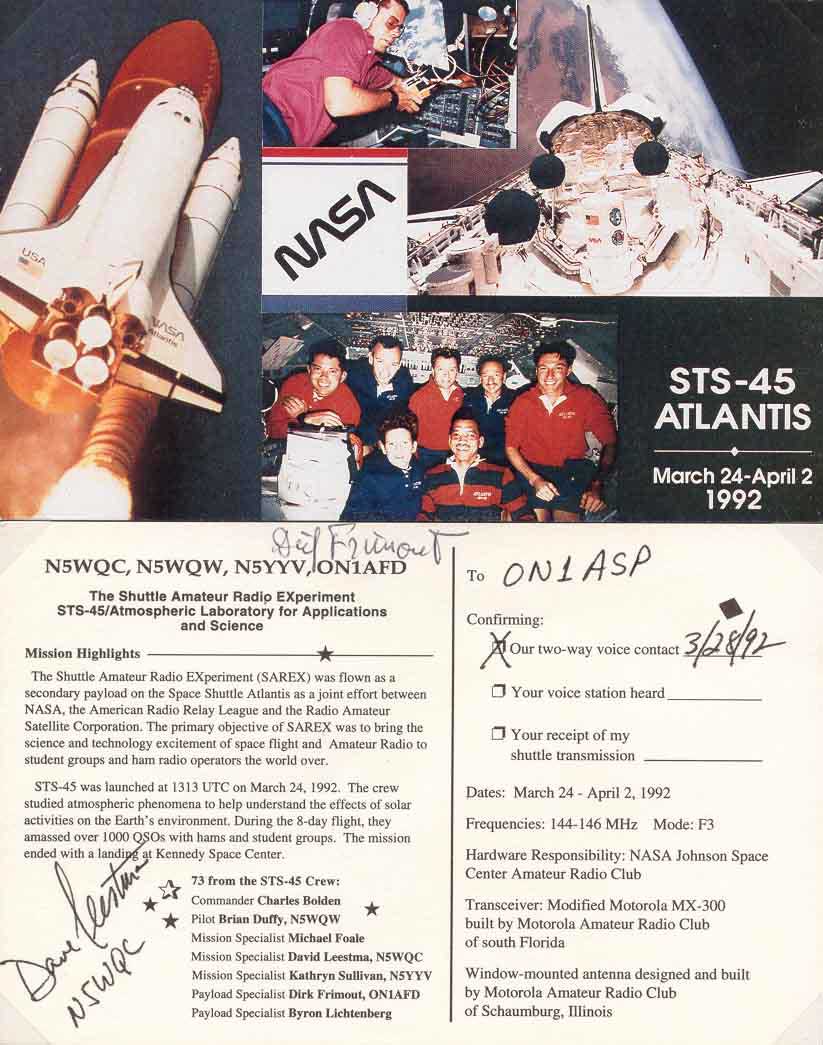 USA
NASA
Atlantis
NASA
STS-45
ATLANTIS
March 24-April 2
1992
Dirk Frimout
N5WQC, N5WQW, N5YYV, ON1AFD
The Shuttle Amateur Radio EXperiment
STS-45/Atmospheric Laboratory for Applications
and Science
Mission Highlights
The Shuttle Amateur Radio EXperiment (SAREX) was flown as a
secondary payload on the Space Shuttle Atlantis as a joint effort between
NASA, the American Radio Relay League and the Radio Amateur
Satellite Corporation. The primary objective of SAREX was to bring the
science and technology excitement of space flight and Amateur Radio to
student groups and ham radio operators the world over.
STS-45 was launched at 1313 UTC on March 24, 1992. The crew
studied atmospheric phenomena to help understand the effects of solar
activities on the Earth's environment. During the 8-day flight, they
amassed over 1000 QSOs with hams and student groups. The mission
ended with a landing at Kennedy Space Center.
73 from the STS-45 Crew:
Commander Charles Bolden
Pilot Brian Duffy, N5WQW
Mission Specialist Michael Foale
Mission Specialist David Leestma, N5WQC
Mission Specialist Kathryn Sullivan, N5YYV
Payload Specialist Dirk Frimout, ON1AFD
Payload Specialist Byron Lichtenberg
Dave Leestma
N5WQC
To ON1ASP
Confirming:
Our two-way voice contact 3/28/92
Your voice station heard
Your receipt of my
shuttle transmission
Dates: March 24 - April 2, 1992
Frequencies: 144-146 MHz Mode: F3
Hardware Responsibility: NASA Johnson Space
Center Amateur Radio Club
Transceiver: Modified Motorola MX-300
built by Motorola Amateur Radio Club
of south Florida
Window-mounted antenna designed and built
by Motorola Amateur Radio Club
of Schaumburg, Illinois